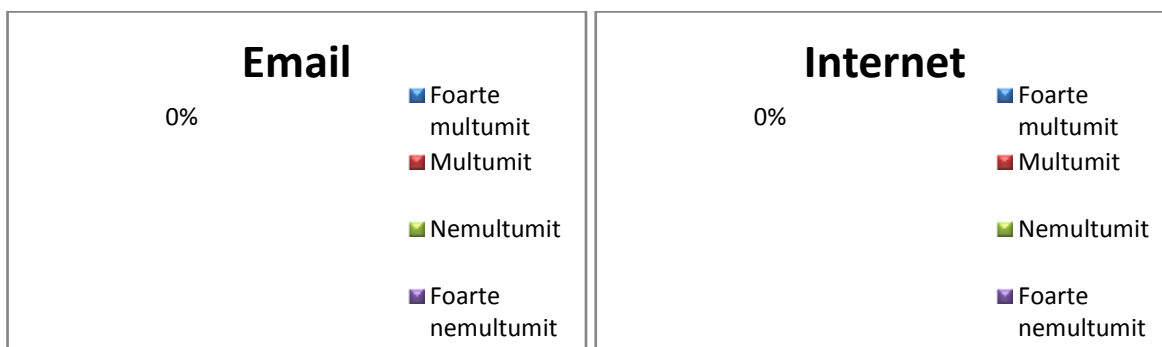 Email
0%
Foarte
multumit
Multumit
Nemultumit
Foarte
nemultumit
Internet
0%
Foarte
multumit
Multumit
Nemultumit
Foarte
nemultumit